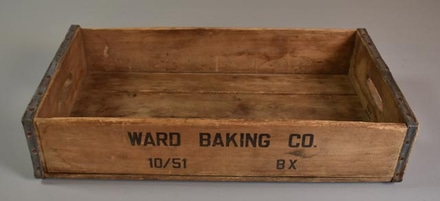 WARD BAKING CO.
10/51 BX